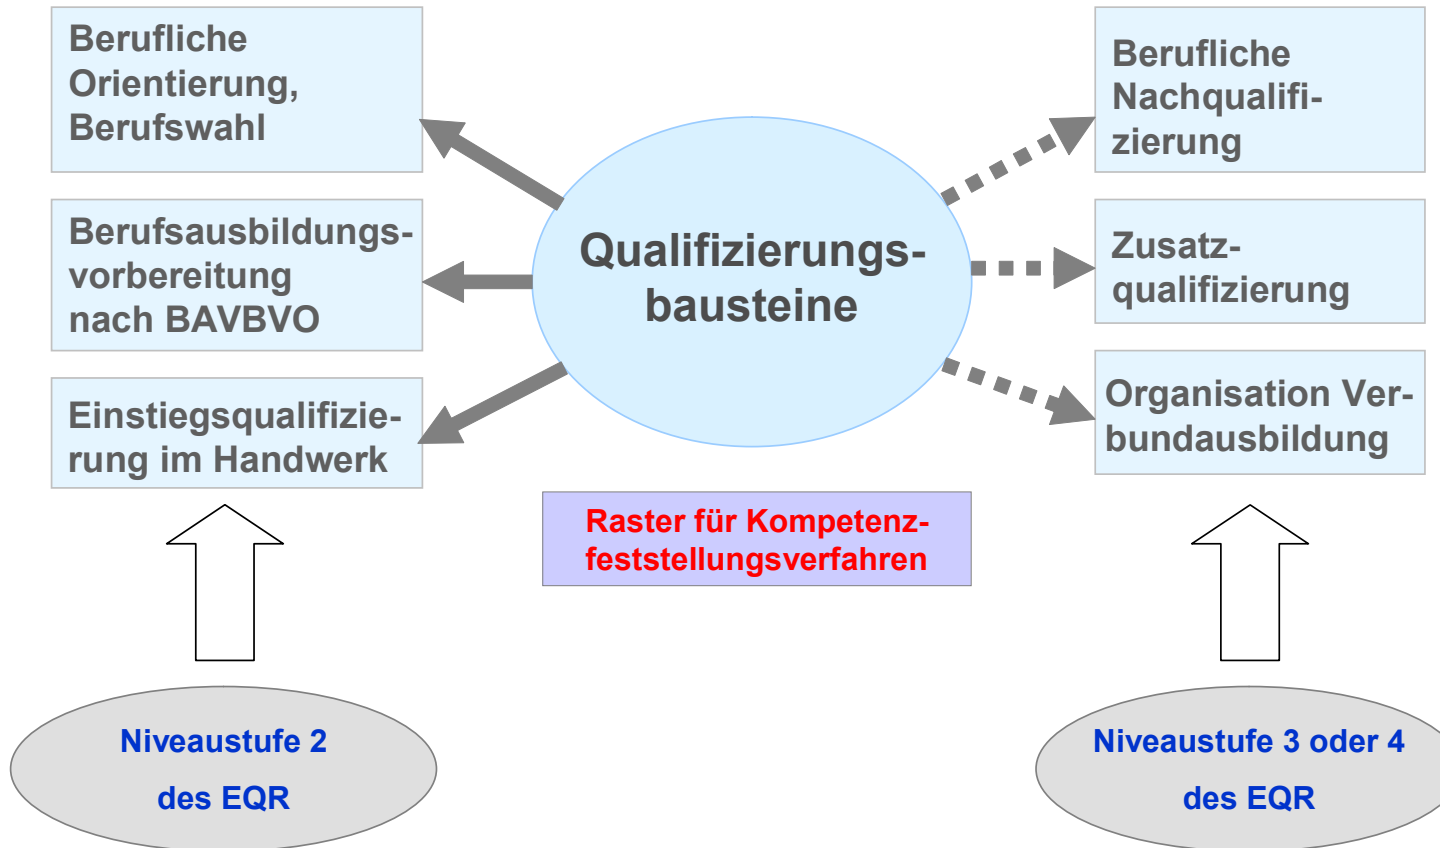 Berufliche
Orientierung,
Berufswahl
Berufsausbildungs-
vorbereitung
nach BAVBVO
Einstiegsqualifizie-
rung im Handwerk
Qualifizierungs-
bausteine
Raster für Kompetenz-
feststellungsverfahren
Berufliche
Nachqualifi-
zierung
Zusatz-
qualifizierung
Organisation Ver-
bundausbildung
Niveaustufe 2
des EQR
Niveaustufe 3 oder 4
des EQR